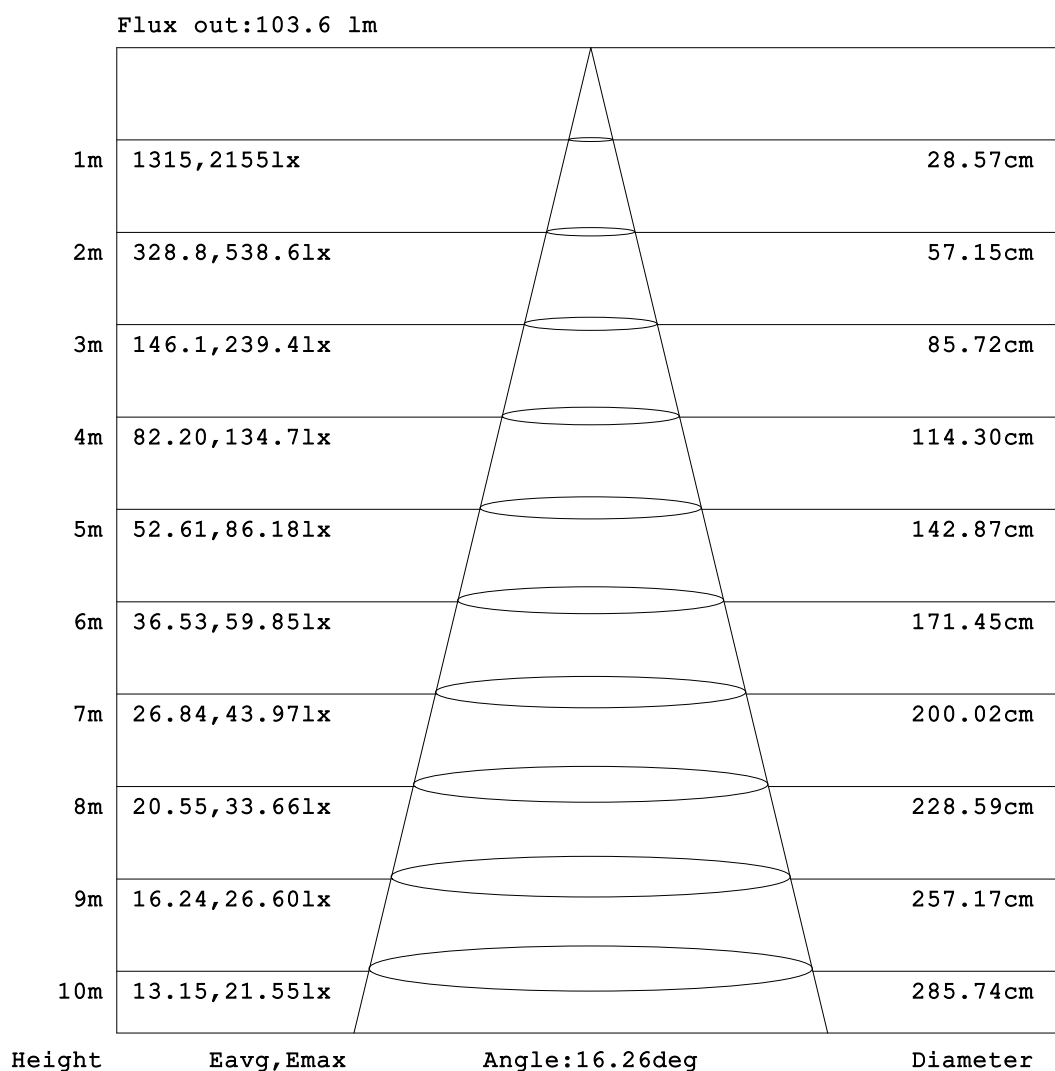 Flux out:103.6 lm
1m 1315,2155lx 28.57cm
2m 328.8,538.6lx 57.15cm
3m 146.1,239.4lx 85.72cm
4m 82.20,134.7lx 114.30cm
5m 52.61,86.18lx 142.87cm
6m 36.53,59.85lx 171.45cm
7m 26.84,43.97lx 200.02cm
8m 20.55,33.66lx 228.59cm
9m 16.24,26.60lx 257.17cm
10m 13.15,21.55lx 285.74cm
Height Eavg,Emax Angle:16.26deg Diameter